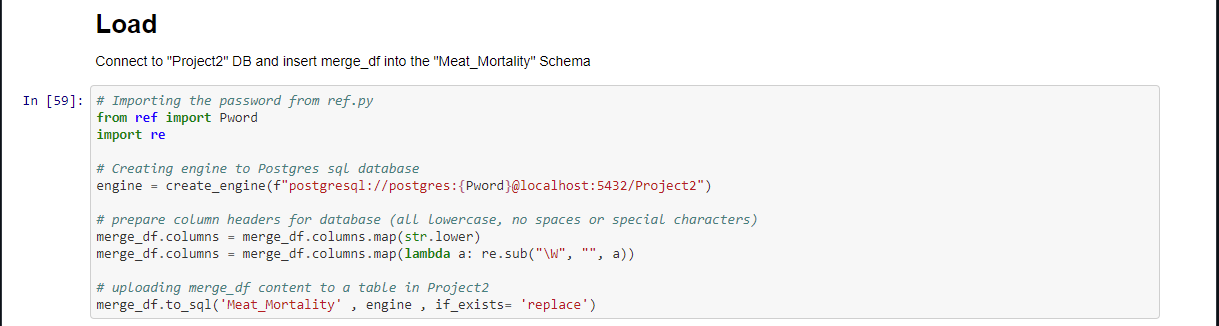 Load
Connect to "Project2" DB and insert merge_df into the "Meat_Mortality" Schema
In [59]:
# Importing the password from ref.py
from ref import Pword
import re
# Creating engine to Postgres sql database
engine = create_engine(f"postgresql://postgres:{Pword}@localhost:5432/Project2")
# prepare column headers for database (all lowercase, no spaces or special characters)
merge_df.columns = merge_df.columns.map(str.lower)
merge_df.columns = merge_df.columns.map(lambda a: re.sub("\W", "", a))
# uploading merge_df content to a table in Project2
merge_df.to_sql('Meat_Mortality' , engine , if_exists= 'replace')